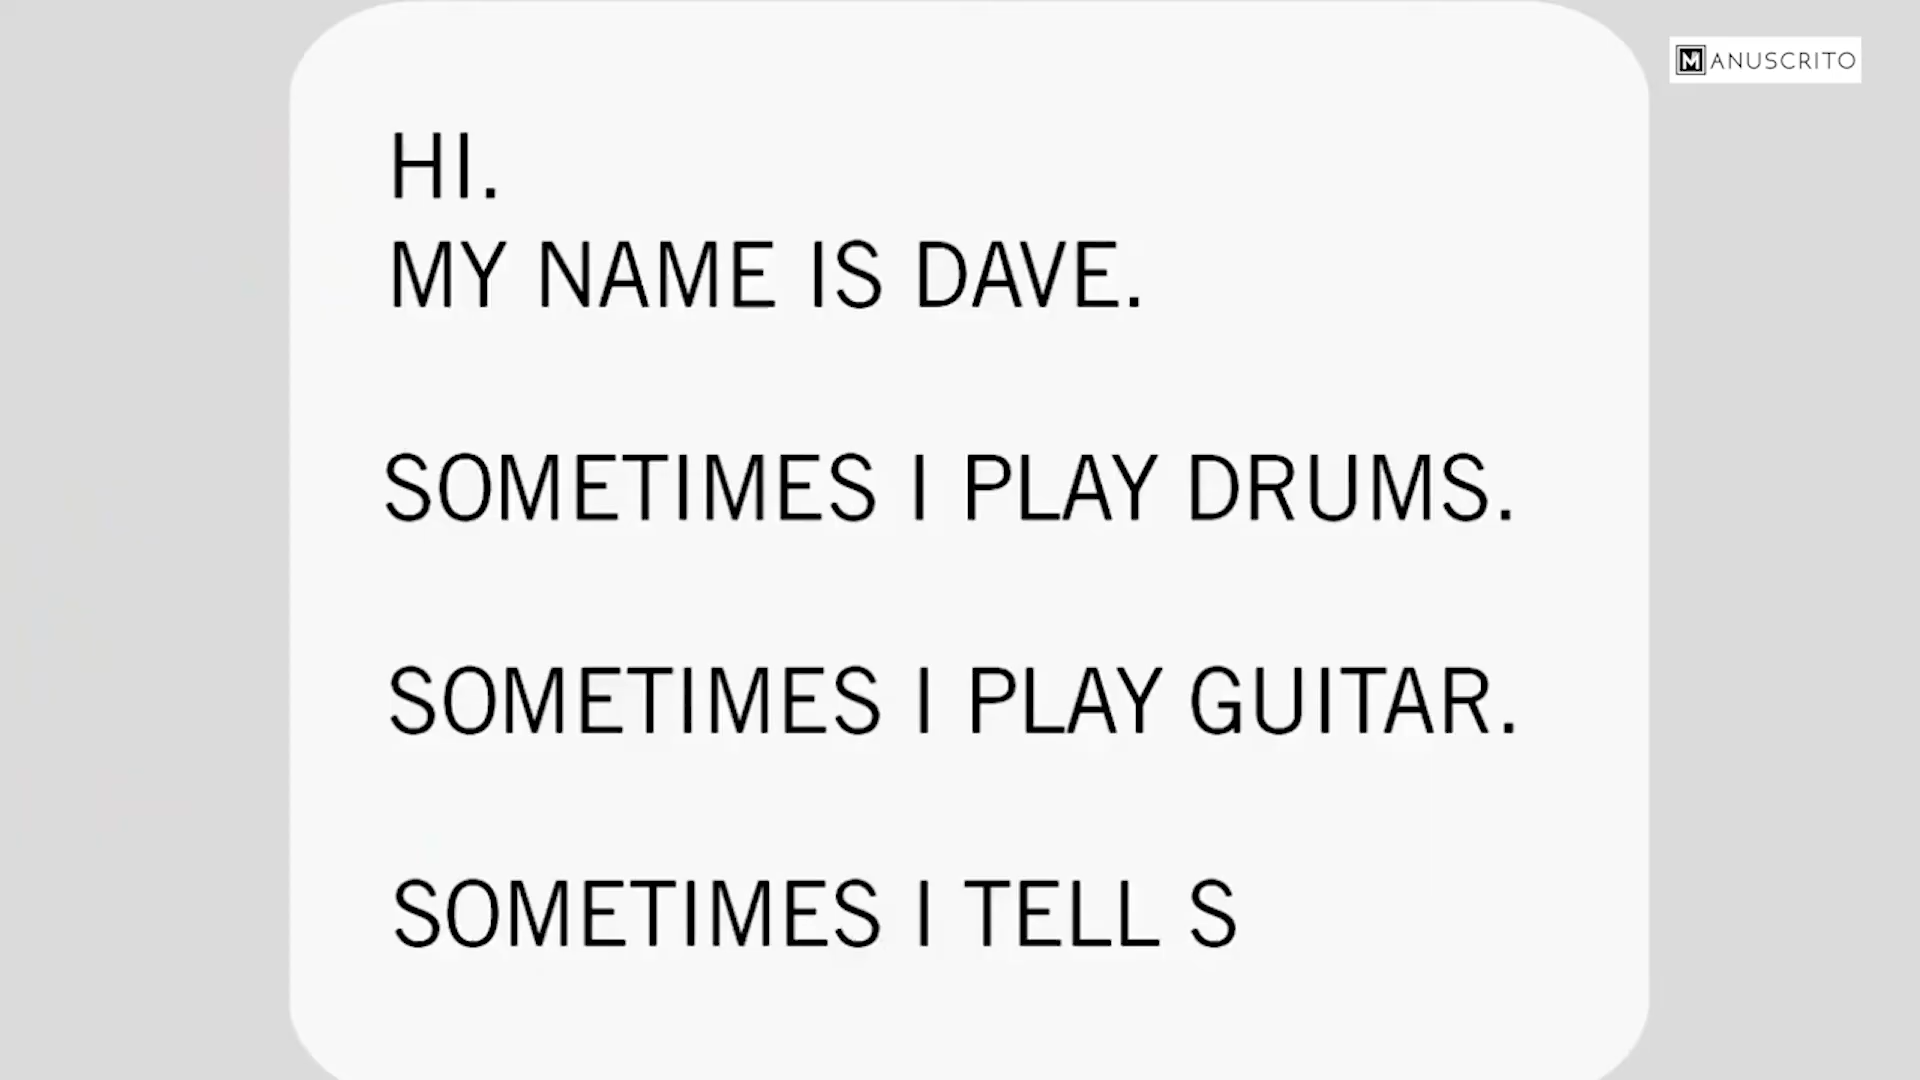 MANUSCRITO
HI.
MY NAME IS DAVE.
SOMETIMES I PLAY DRUMS.
SOMETIMES I PLAY GUITAR.
SOMETIMES I TELL S